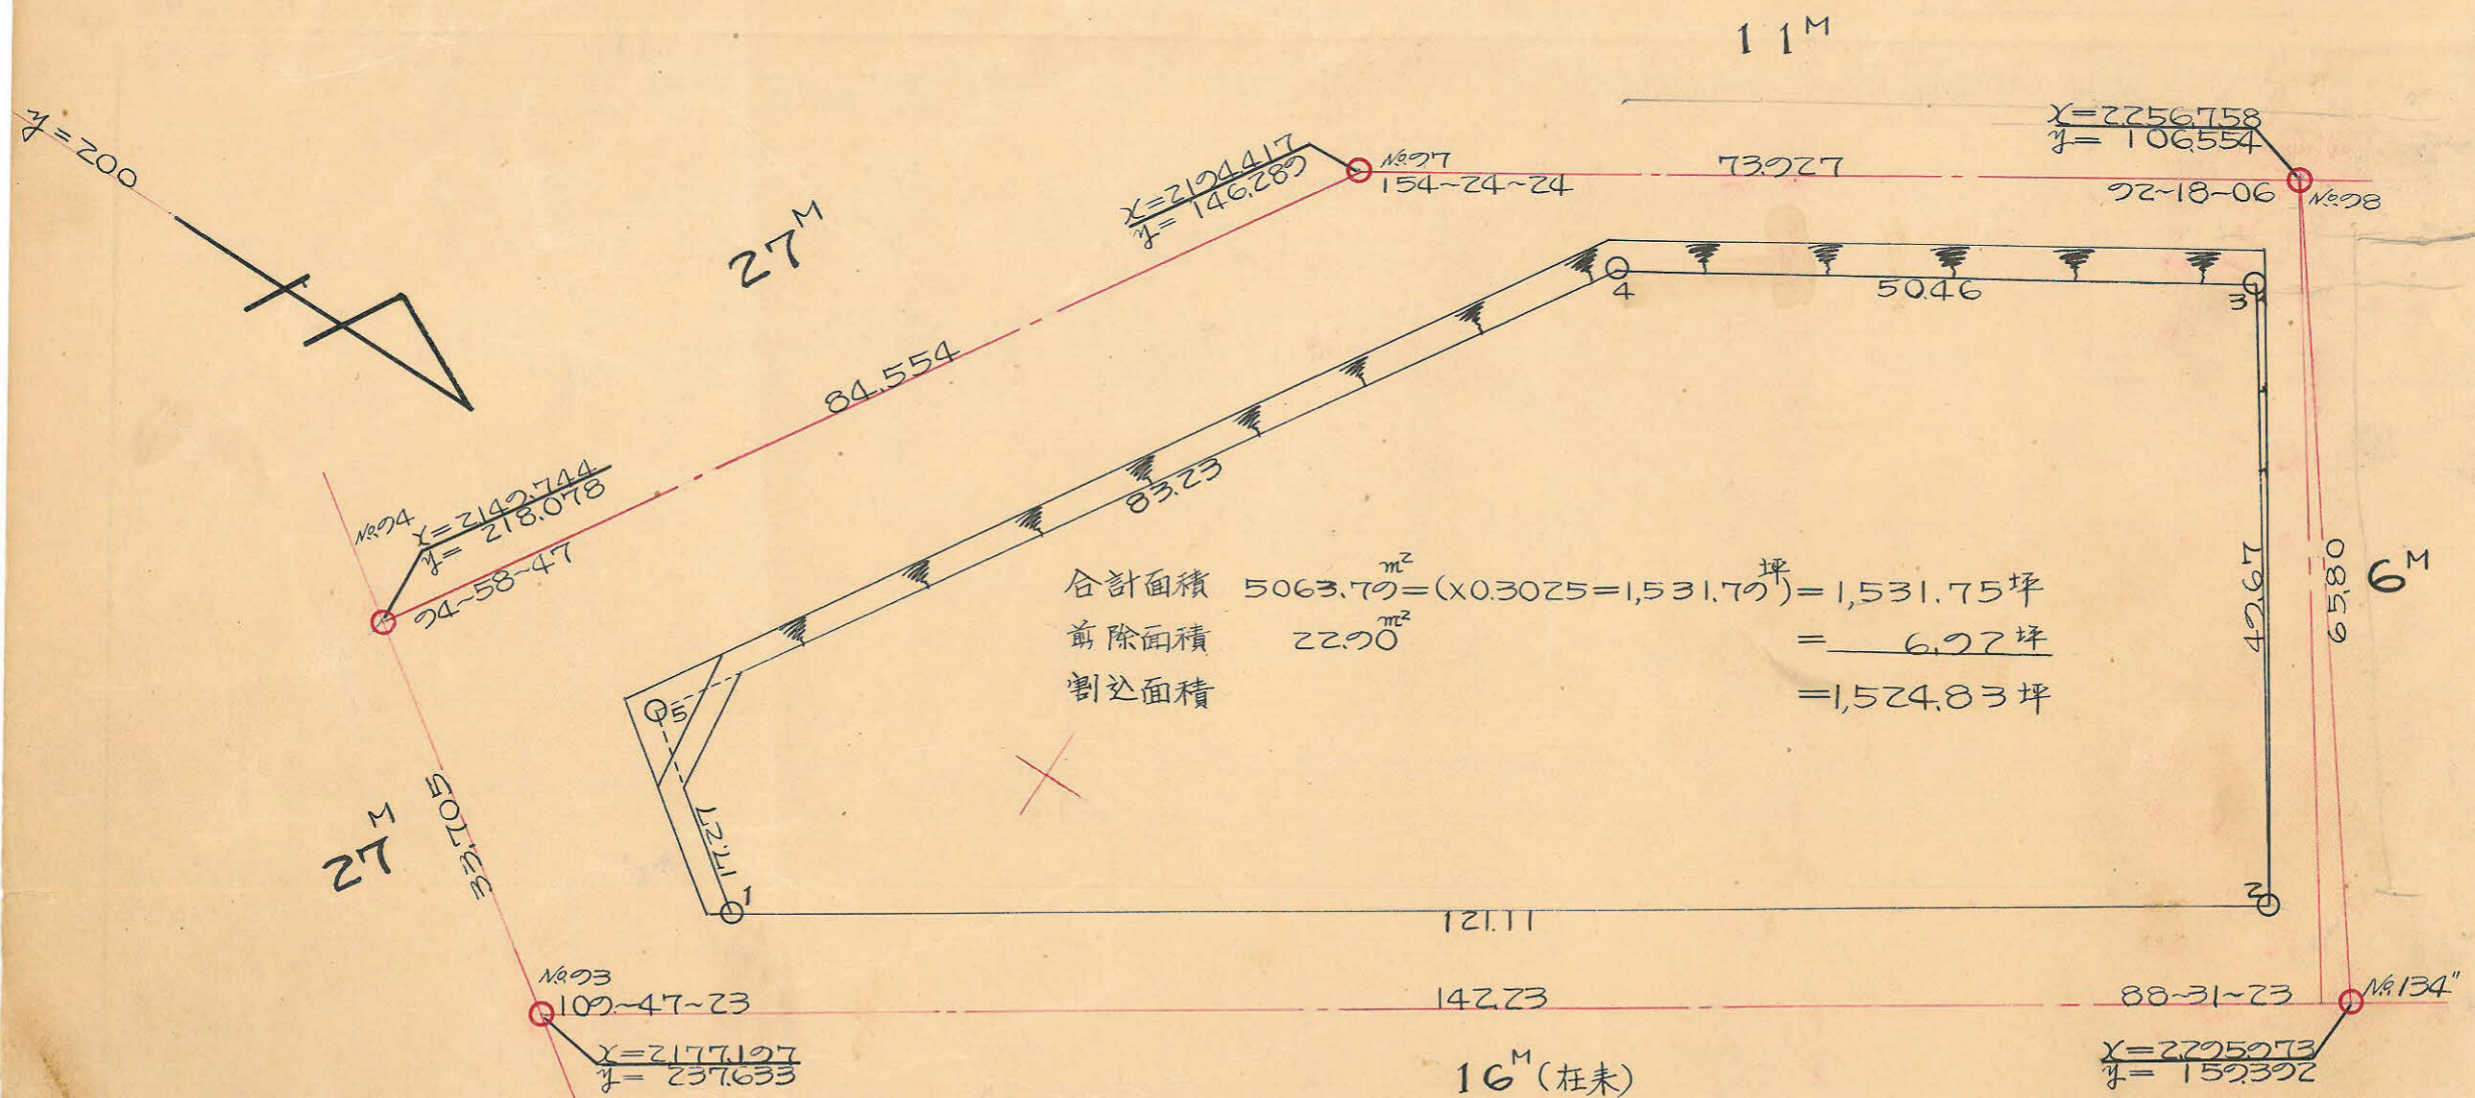 11M
y=200
x=2256.758
y= 106.554
x=2194.417
y= 146.289
No.97
154~24~24
73.927
92~18~06
No.98
27M
4
50.46
3
84.554
No.94
x=2149.744
y= 218.078
94~58~47
83.23
49.67
65.80
6M
合計面積 5063.79m²=(x0.3025=1,531.79坪)=1,531.75坪
剪除面積 22.90m² = 6.92坪
割込面積 =1,524.83坪
5
27M
33.705
17.27
1
2
121.11
No.93
109~47~23
142.23
88~31~23
No.134"
x=2177.197
y= 237.633
16M(在来)
x=2295.973
y= 159.392